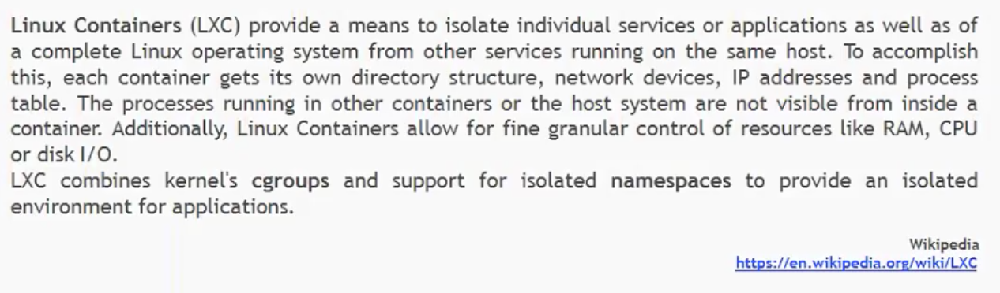 Linux Containers (LXC) provide a means to isolate individual services or applications as well as of
a complete Linux operating system from other services running on the same host. To accomplish
this, each container gets its own directory structure, network devices, IP addresses and process
table. The processes running in other containers or the host system are not visible from inside a
container. Additionally, Linux Containers allow for fine granular control of resources like RAM, CPU
or disk I/O.
LXC combines kernel's cgroups and support for isolated namespaces to provide an isolated
environment for applications.
Wikipedia
https://en.wikipedia.org/wiki/LXC